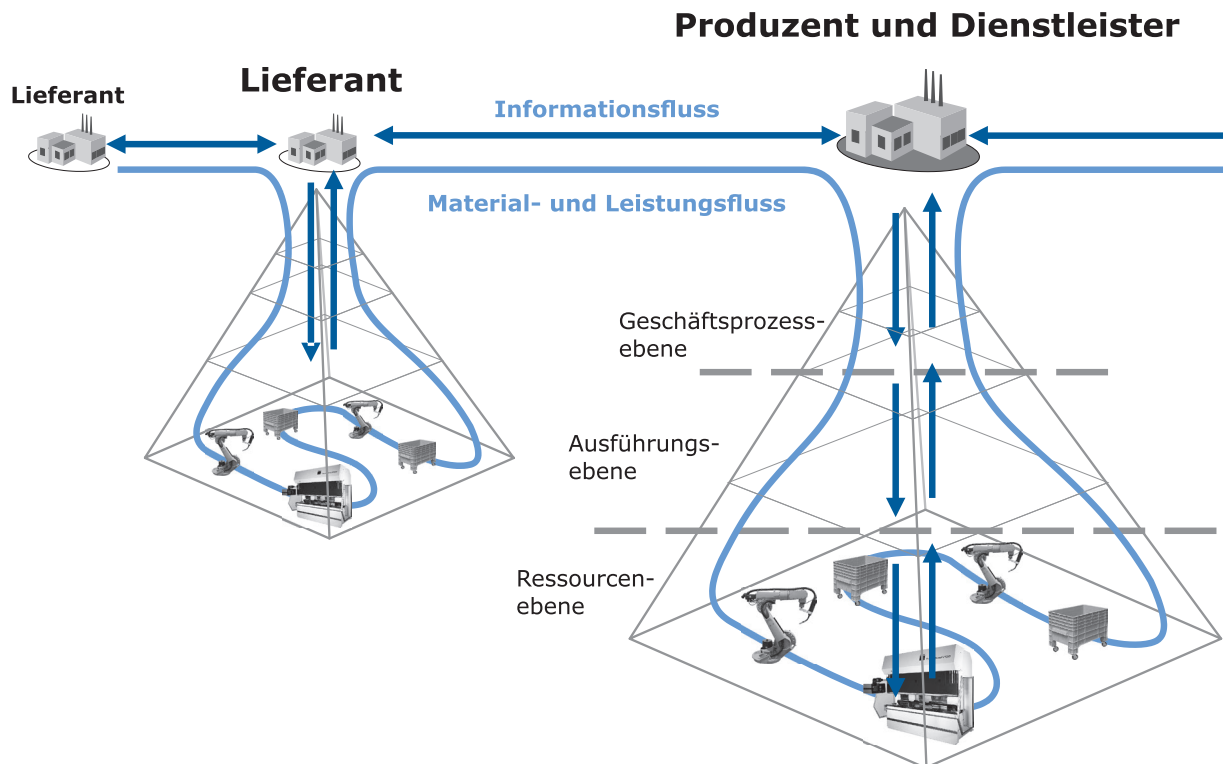 Produzent und Dienstleister
Lieferant
Lieferant
Informationsfluss
Material- und Leistungsfluss
Geschäftsprozess-
ebene
Ausführungs-
ebene
Ressourcen-
ebene